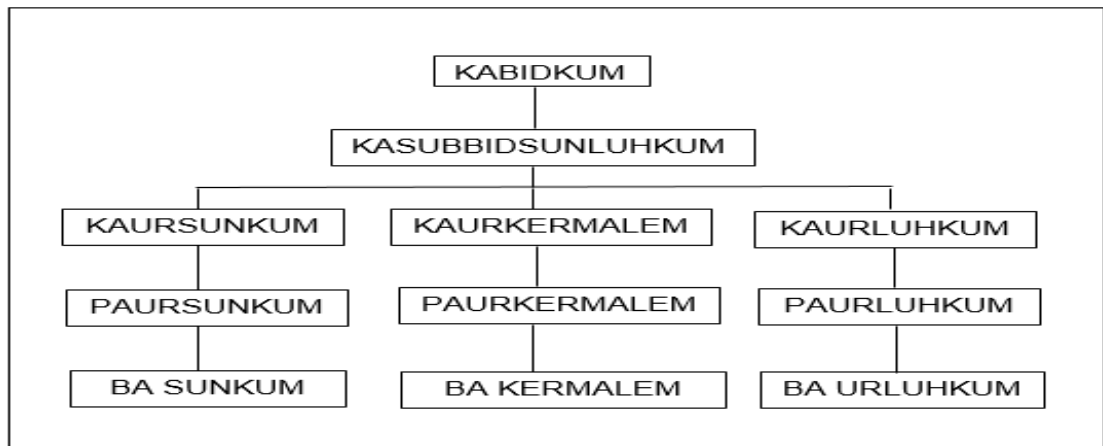 KABIDKUM
KASUBBIDSUNLUHKUM
KAURSUNKUM KAURKERMALEM KAURLUHKUM
PAURSUNKUM PAURKERMALEM PAURLUHKUM
BA SUNKUM BA KERMALEM BA URLUHKUM